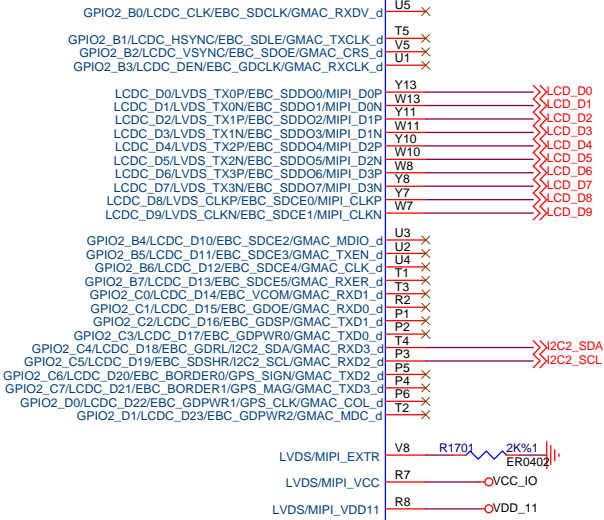 GPIO2_B0/LCDC_CLK/EBC_SDCLK/GMAC_RXDV_d U5
GPIO2_B1/LCDC_HSYNC/EBC_SDLE/GMAC_TXCLK_d T5
GPIO2_B2/LCDC_VSYNC/EBC_SDOE/GMAC_CRS_d V5
GPIO2_B3/LCDC_DEN/EBC_GDCLK/GMAC_RXCLK_d U1
LCDC_D0/LVDS_TX0P/EBC_SDDO0/MIPI_D0P Y13 LCD_D0
LCDC_D1/LVDS_TX0N/EBC_SDDO1/MIPI_D0N W13 LCD_D1
LCDC_D2/LVDS_TX1P/EBC_SDDO2/MIPI_D1P Y11 LCD_D2
LCDC_D3/LVDS_TX1N/EBC_SDDO3/MIPI_D1N W11 LCD_D3
LCDC_D4/LVDS_TX2P/EBC_SDDO4/MIPI_D2P Y10 LCD_D4
LCDC_D5/LVDS_TX2N/EBC_SDDO5/MIPI_D2N W10 LCD_D5
LCDC_D6/LVDS_TX3P/EBC_SDDO6/MIPI_D3P W8 LCD_D6
LCDC_D7/LVDS_TX3N/EBC_SDDO7/MIPI_D3N Y8 LCD_D7
LCDC_D8/LVDS_CLKP/EBC_SDCE0/MIPI_CLKP Y7 LCD_D8
LCDC_D9/LVDS_CLKN/EBC_SDCE1/MIPI_CLKN W7 LCD_D9
GPIO2_B4/LCDC_D10/EBC_SDCE2/GMAC_MDIO_d U3
GPIO2_B5/LCDC_D11/EBC_SDCE3/GMAC_TXEN_d U2
GPIO2_B6/LCDC_D12/EBC_SDCE4/GMAC_CLK_d U4
GPIO2_B7/LCDC_D13/EBC_SDCE5/GMAC_RXER_d T1
GPIO2_C0/LCDC_D14/EBC_VCOM/GMAC_RXD1_d T3
GPIO2_C1/LCDC_D15/EBC_GDOE/GMAC_RXD0_d R2
GPIO2_C2/LCDC_D16/EBC_GDSP/GMAC_TXD1_d P1
GPIO2_C3/LCDC_D17/EBC_GDPWR0/GMAC_TXD0_d P2
GPIO2_C4/LCDC_D18/EBC_GDRL/I2C2_SDA/GMAC_RXD3_d T4 I2C2_SDA
GPIO2_C5/LCDC_D19/EBC_SDSHR/I2C2_SCL/GMAC_RXD2_d P3 I2C2_SCL
GPIO2_C6/LCDC_D20/EBC_BORDER0/GPS_SIGN/GMAC_TXD2_d P5
GPIO2_C7/LCDC_D21/EBC_BORDER1/GPS_MAG/GMAC_TXD3_d P4
GPIO2_D0/LCDC_D22/EBC_GDPWR1/GPS_CLK/GMAC_COL_d P6
GPIO2_D1/LCDC_D23/EBC_GDPWR2/GMAC_MDC_d T2
LVDS/MIPI_EXTR V8 R1701 2K%1
ER0402
LVDS/MIPI_VCC R7 VCC_IO
LVDS/MIPI_VDD11 R8 VDD_11